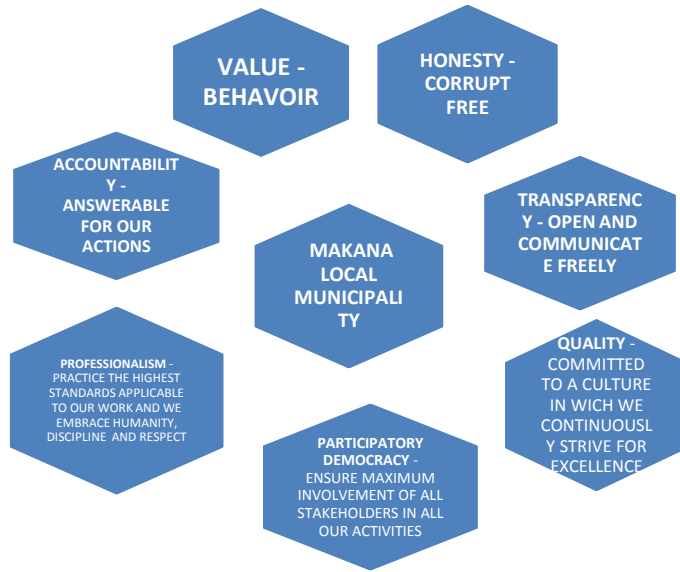 VALUE -
BEHAVOIR
HONESTY -
CORRUPT
FREE
ACCOUNTABILIT
Y -
ANSWERABLE
FOR OUR
ACTIONS
TRANSPARENC
Y - OPEN AND
COMMUNICAT
E FREELY
MAKANA
LOCAL
MUNICIPALI
TY
PROFESSIONALISM -
PRACTICE THE HIGHEST
STANDARDS APPLICABLE
TO OUR WORK AND WE
EMBRACE HUMANITY,
DISCIPLINE AND RESPECT
QUALITY -
COMMITTED
TO A CULTURE
IN WICH WE
CONTINUOUSL
Y STRIVE FOR
EXCELLENCE
PARTICIPATORY
DEMOCRACY -
ENSURE MAXIMUM
INVOLVEMENT OF ALL
STAKEHOLDERS IN ALL
OUR ACTIVITIES